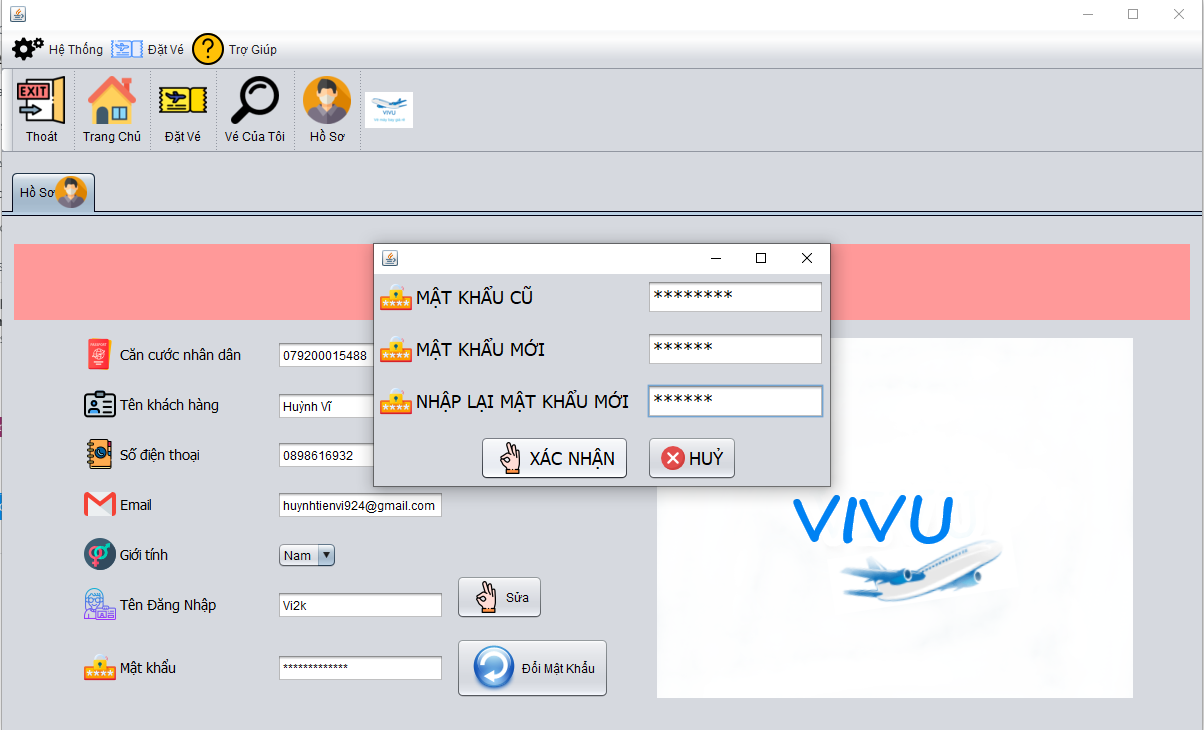 Hệ Thống Đặt Vé ? Trợ Giúp
EXIT
VIVU
Thoát Trang Chủ Đặt Vé Vé Của Tôi Hồ Sơ
Hồ Sơ
MẬT KHẨU CŨ ********
MẬT KHẨU MỚI ******
NHẬP LẠI MẬT KHẨU MỚI ******
XÁC NHẬN HUỶ
Căn cước nhân dân 079200015488
Tên khách hàng Huỳnh Vĩ
Số điện thoại 0898616932
Email huynhtienvi924@gmail.com
Giới tính Nam
Tên Đăng Nhập Vi2k
Sửa
Mật khẩu *************
Đổi Mật Khẩu
VIVU